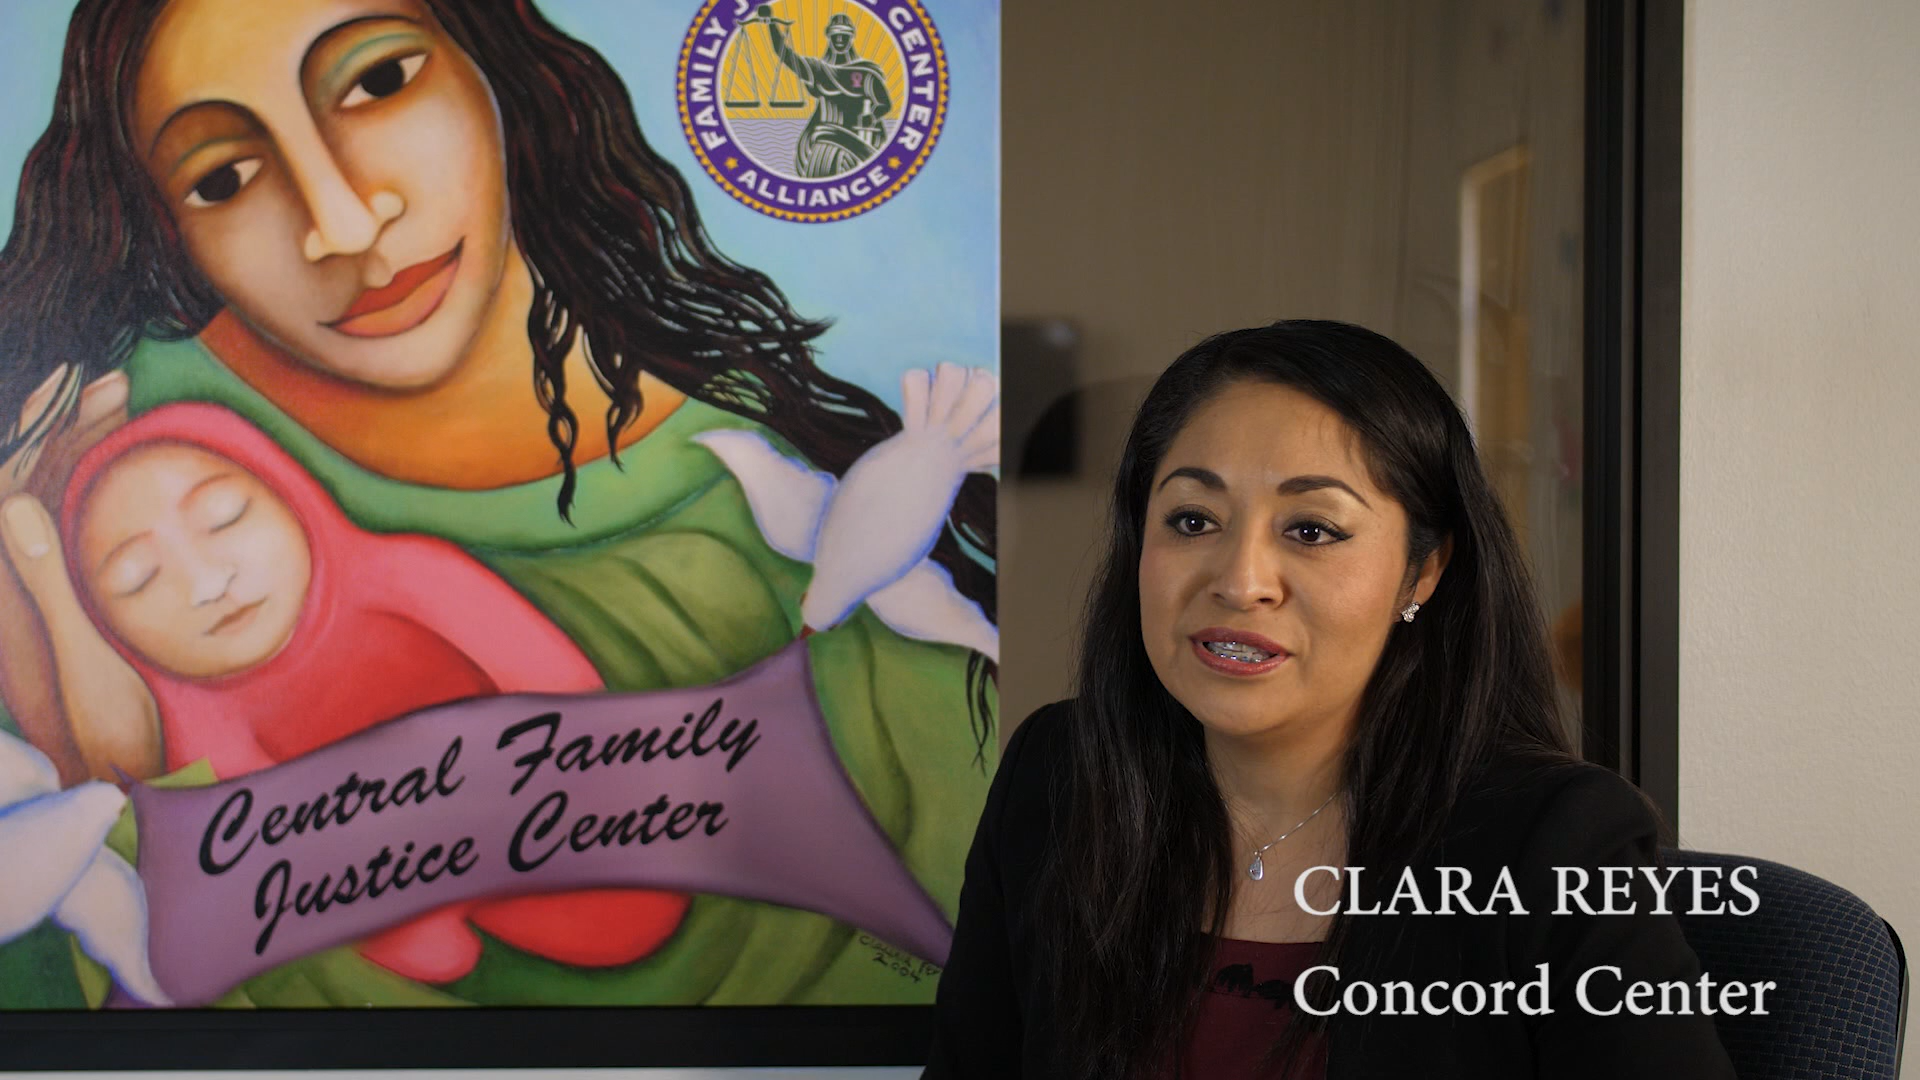 FAMILY CENTER
ALLIANCE
Central Family
Justice Center
2004
CLARA REYES
Concord Center